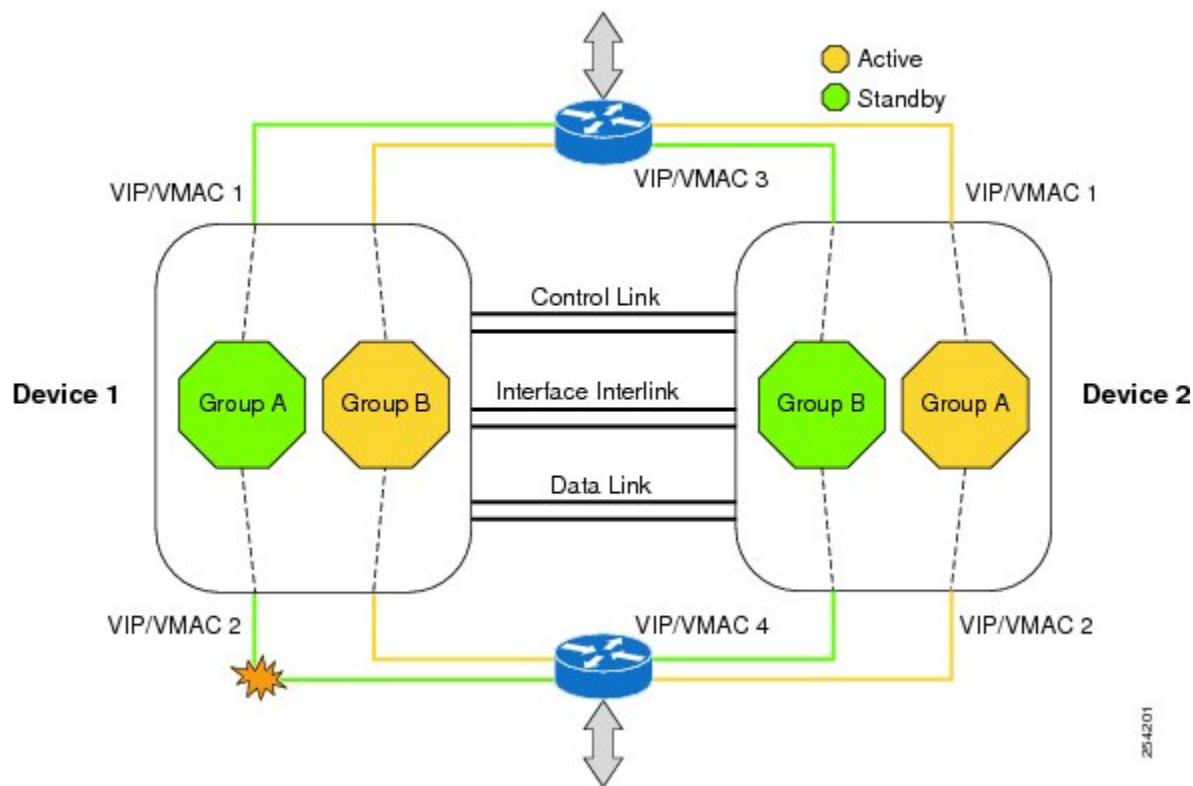 Active
Standby
VIP/VMAC 1
VIP/VMAC 3
VIP/VMAC 1
Control Link
Device 1
Group A
Group B
Interface Interlink
Group B
Group A
Device 2
Data Link
VIP/VMAC 2
VIP/VMAC 4
VIP/VMAC 2
254201